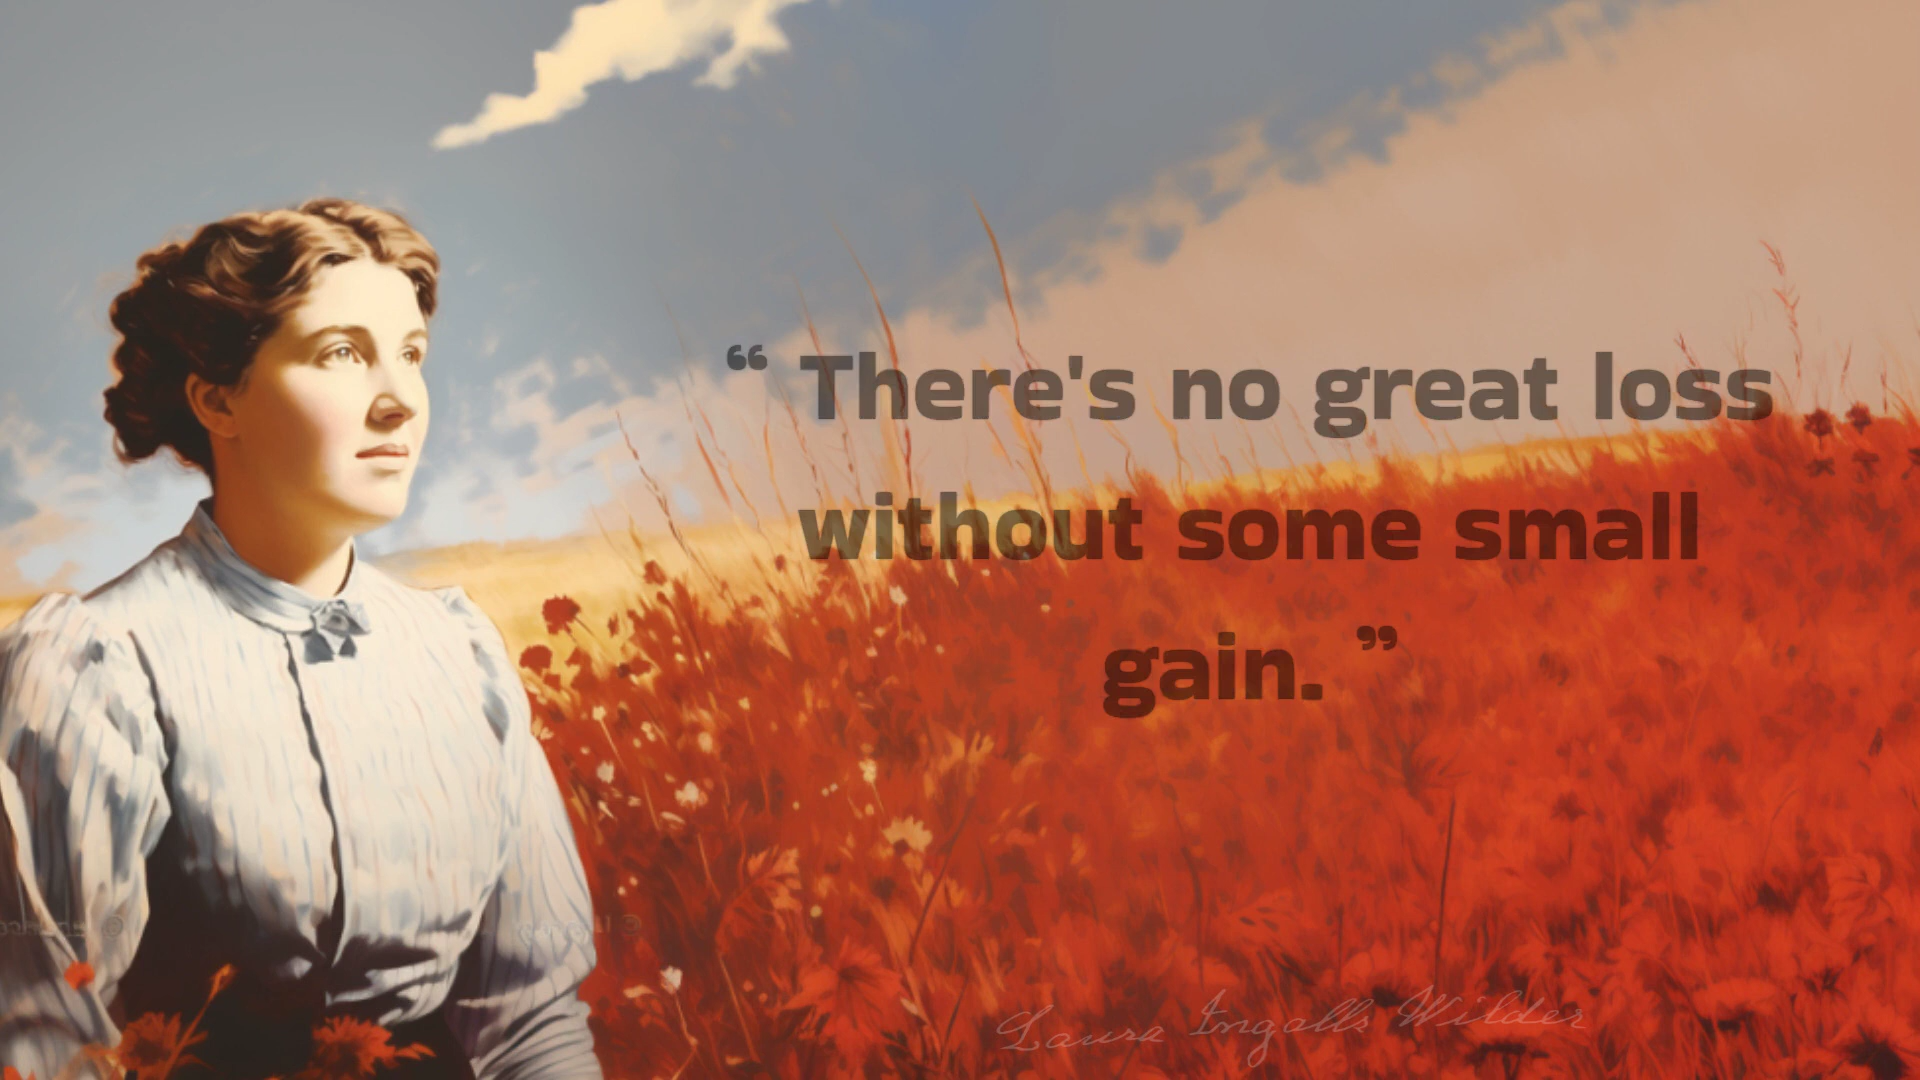 “ There's no great loss
without some small
gain. ”
Laura Ingalls Wilder